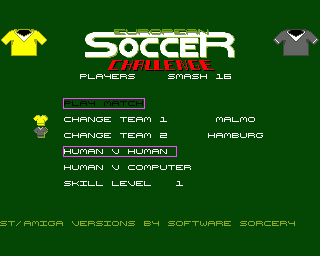 EUROPEAN
SOCCER
CHALLENGE
PLAYERS SMASH 16
PLAY MATCH
CHANGE TEAM 1 MALMO
CHANGE TEAM 2 HAMBURG
HUMAN V HUMAN
HUMAN V COMPUTER
SKILL LEVEL 1
ST/AMIGA VERSIONS BY SOFTWARE SORCERY